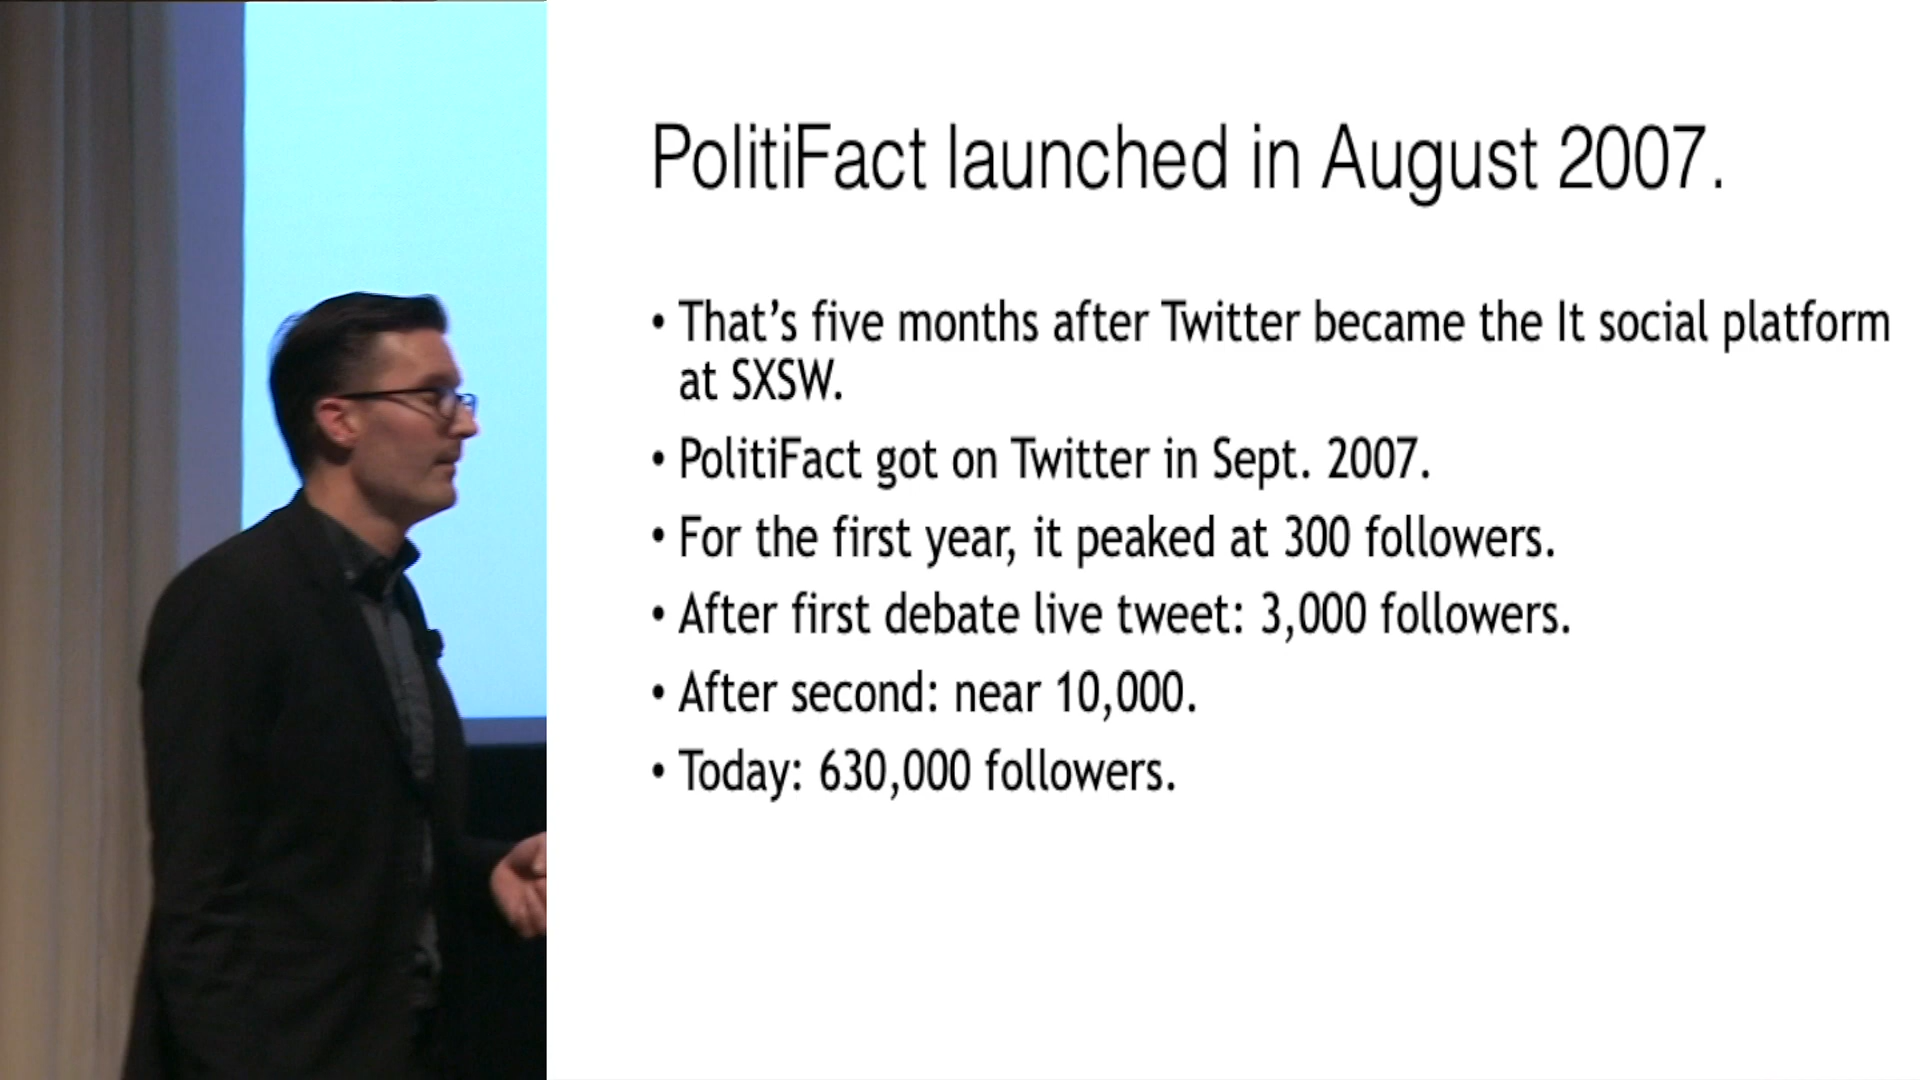 PolitiFact launched in August 2007.
• That’s five months after Twitter became the It social platform
at SXSW.
• PolitiFact got on Twitter in Sept. 2007.
• For the first year, it peaked at 300 followers.
• After first debate live tweet: 3,000 followers.
• After second: near 10,000.
• Today: 630,000 followers.